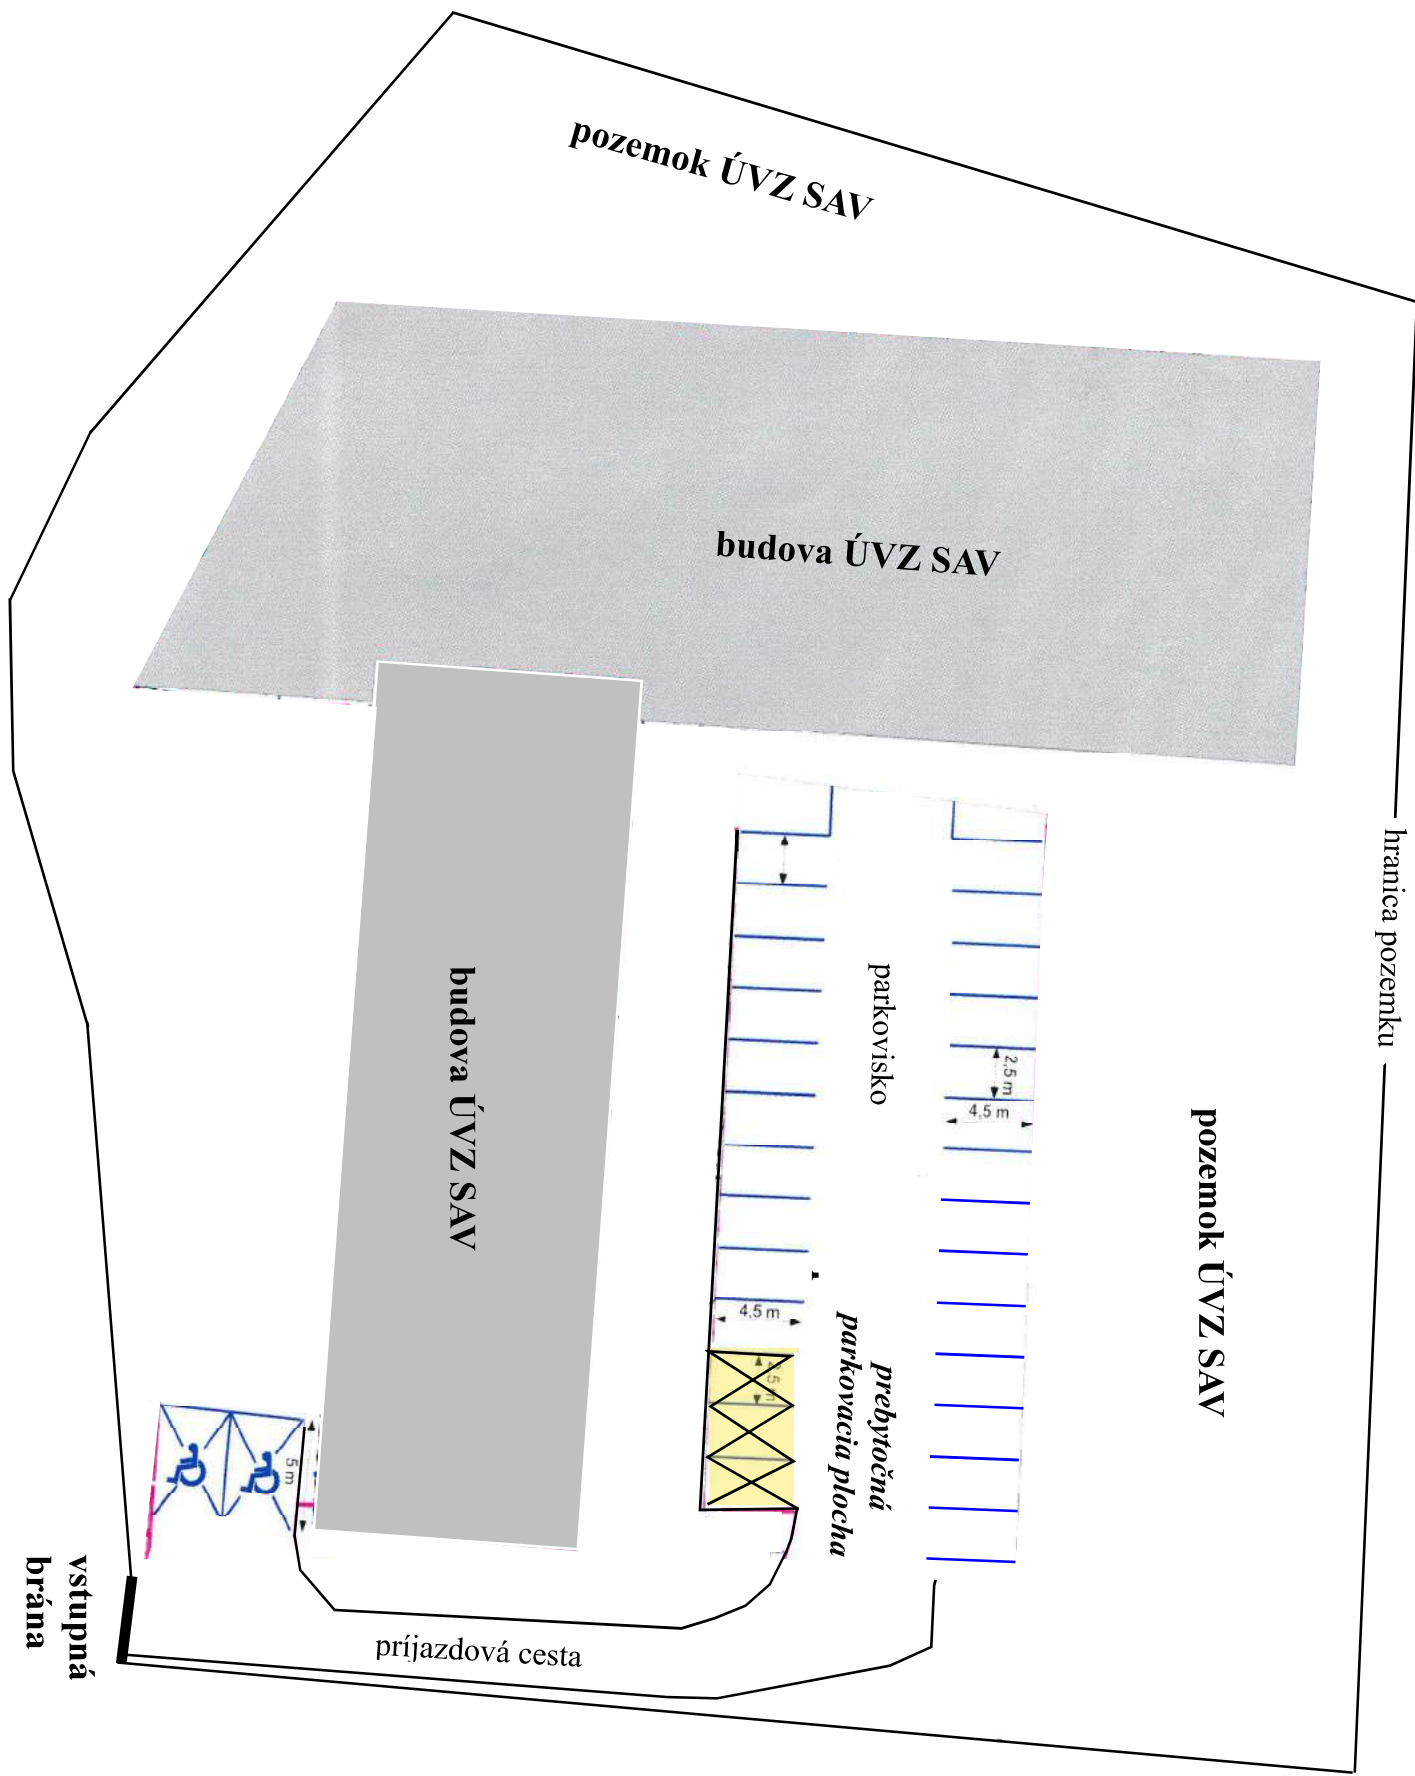 pozemok ÚVZ SAV
budova ÚVZ SAV
hranica pozemku
budova ÚVZ SAV
parkovisko
2,5 m
4,5 m
pozemok ÚVZ SAV
4,5 m
prebytočná
parkovacia plocha
5 m
vstupná
brána
príjazdová cesta